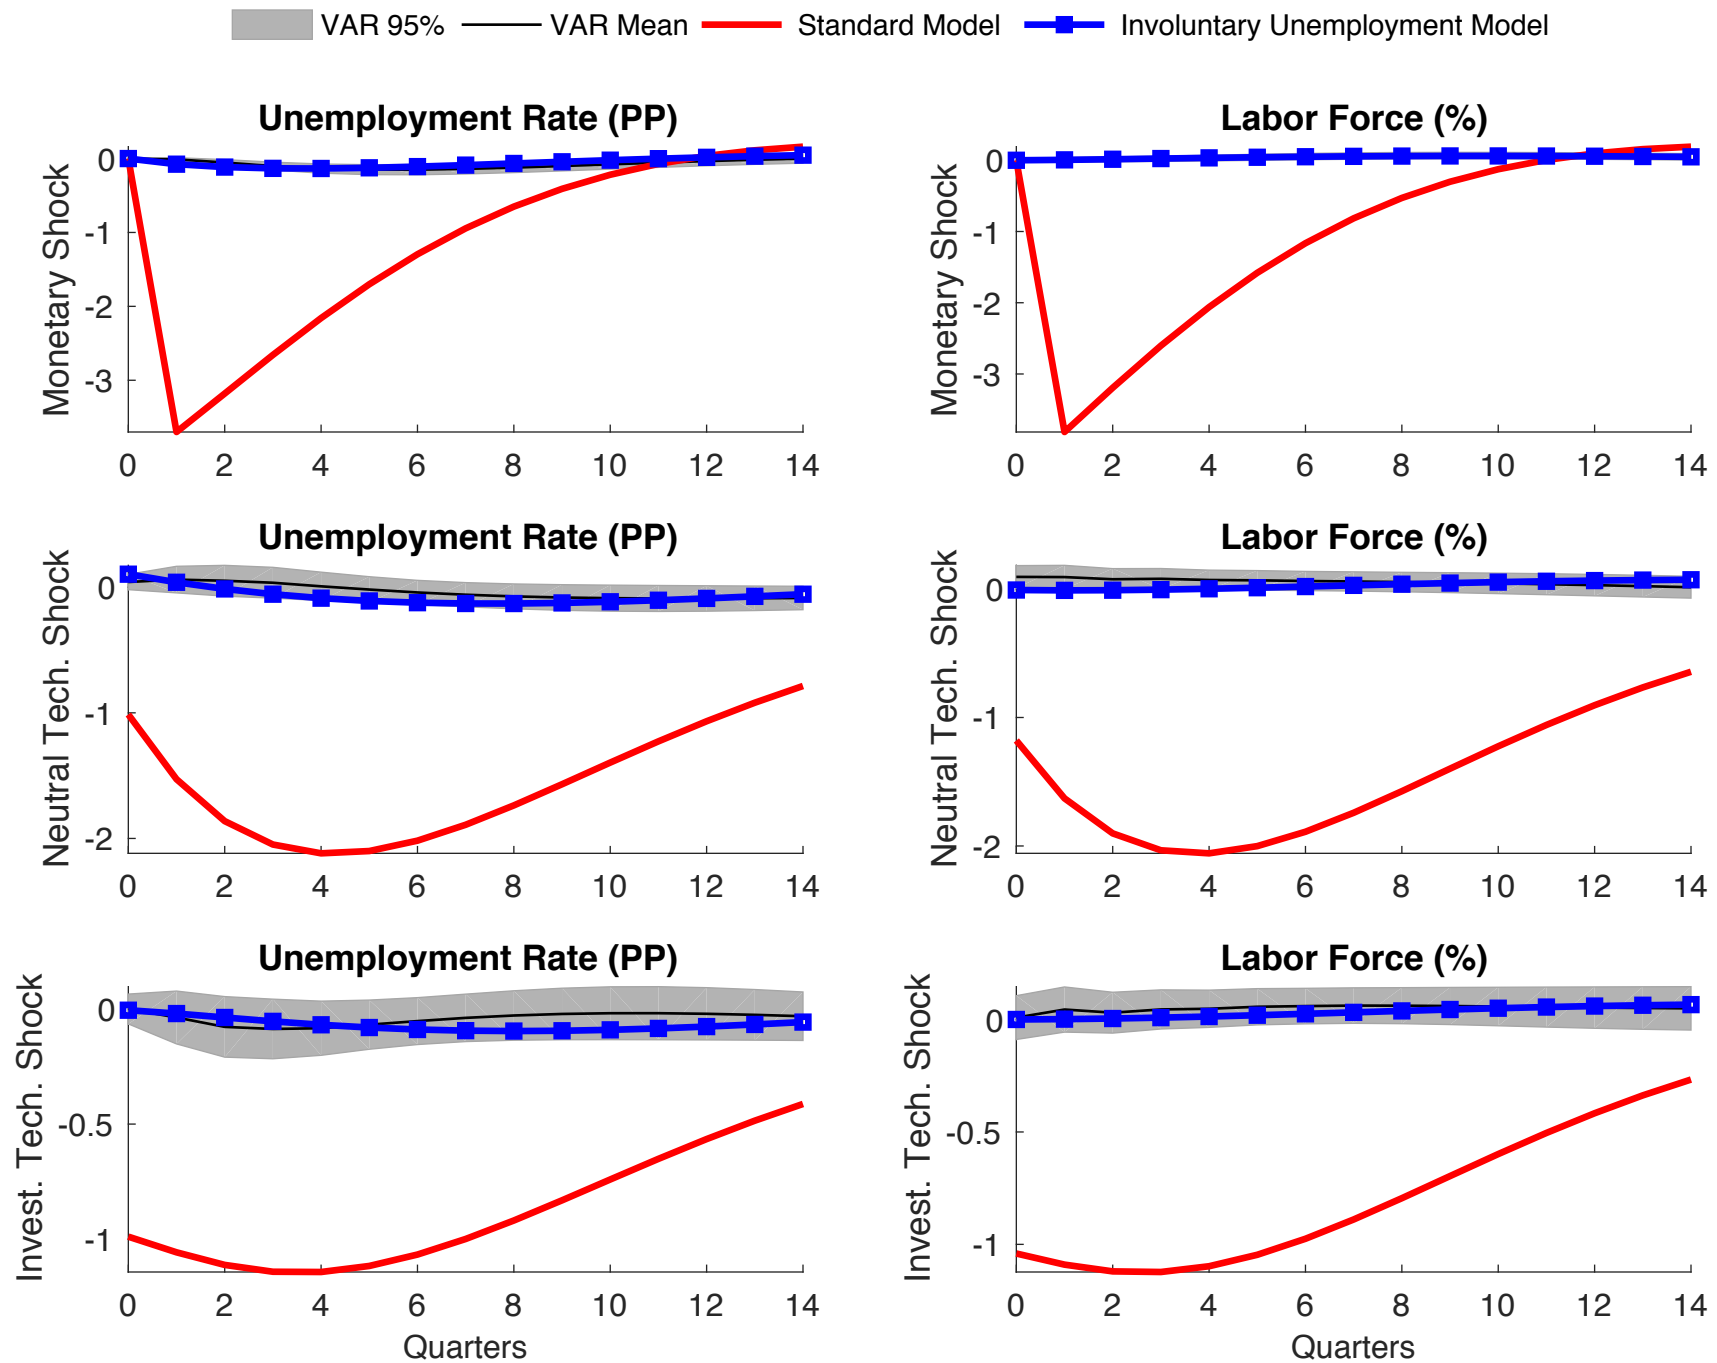 VAR 95% VAR Mean Standard Model Involuntary Unemployment Model
Unemployment Rate (PP)
Monetary Shock
0
-1
-2
-3
0 2 4 6 8 10 12 14
Labor Force (%)
Monetary Shock
0
-1
-2
-3
0 2 4 6 8 10 12 14
Unemployment Rate (PP)
Neutral Tech. Shock
0
-1
-2
0 2 4 6 8 10 12 14
Labor Force (%)
Neutral Tech. Shock
0
-1
-2
0 2 4 6 8 10 12 14
Unemployment Rate (PP)
Invest. Tech. Shock
0
-0.5
-1
0 2 4 6 8 10 12 14
Quarters
Labor Force (%)
Invest. Tech. Shock
0
-0.5
-1
0 2 4 6 8 10 12 14
Quarters